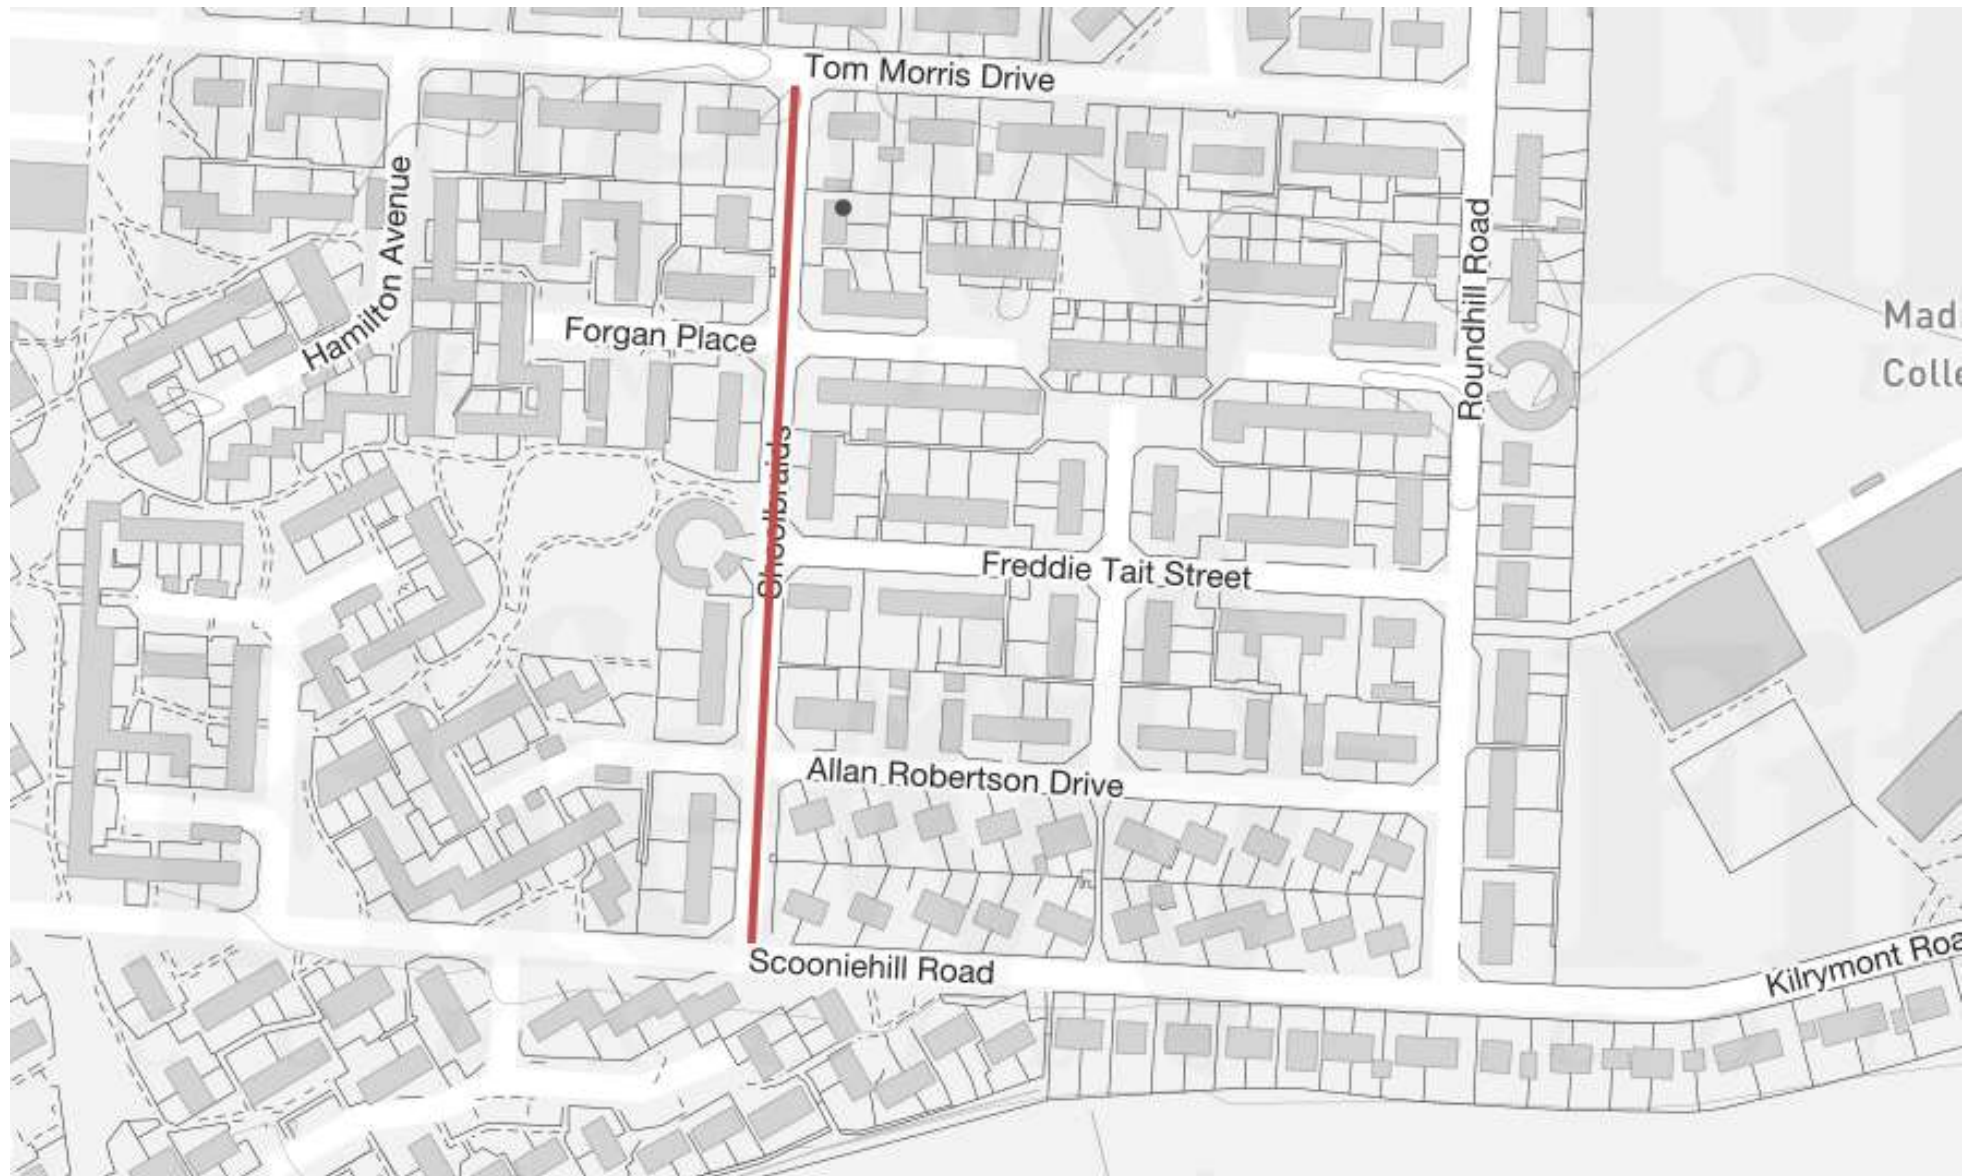 Tom Morris Drive
Hamilton Avenue
Roundhill Road
Mad
Forgan Place
Colle
Shoolbraids
Freddie Tait Street
Allan Robertson Drive
Scooniehill Road
Kilrymont Roa